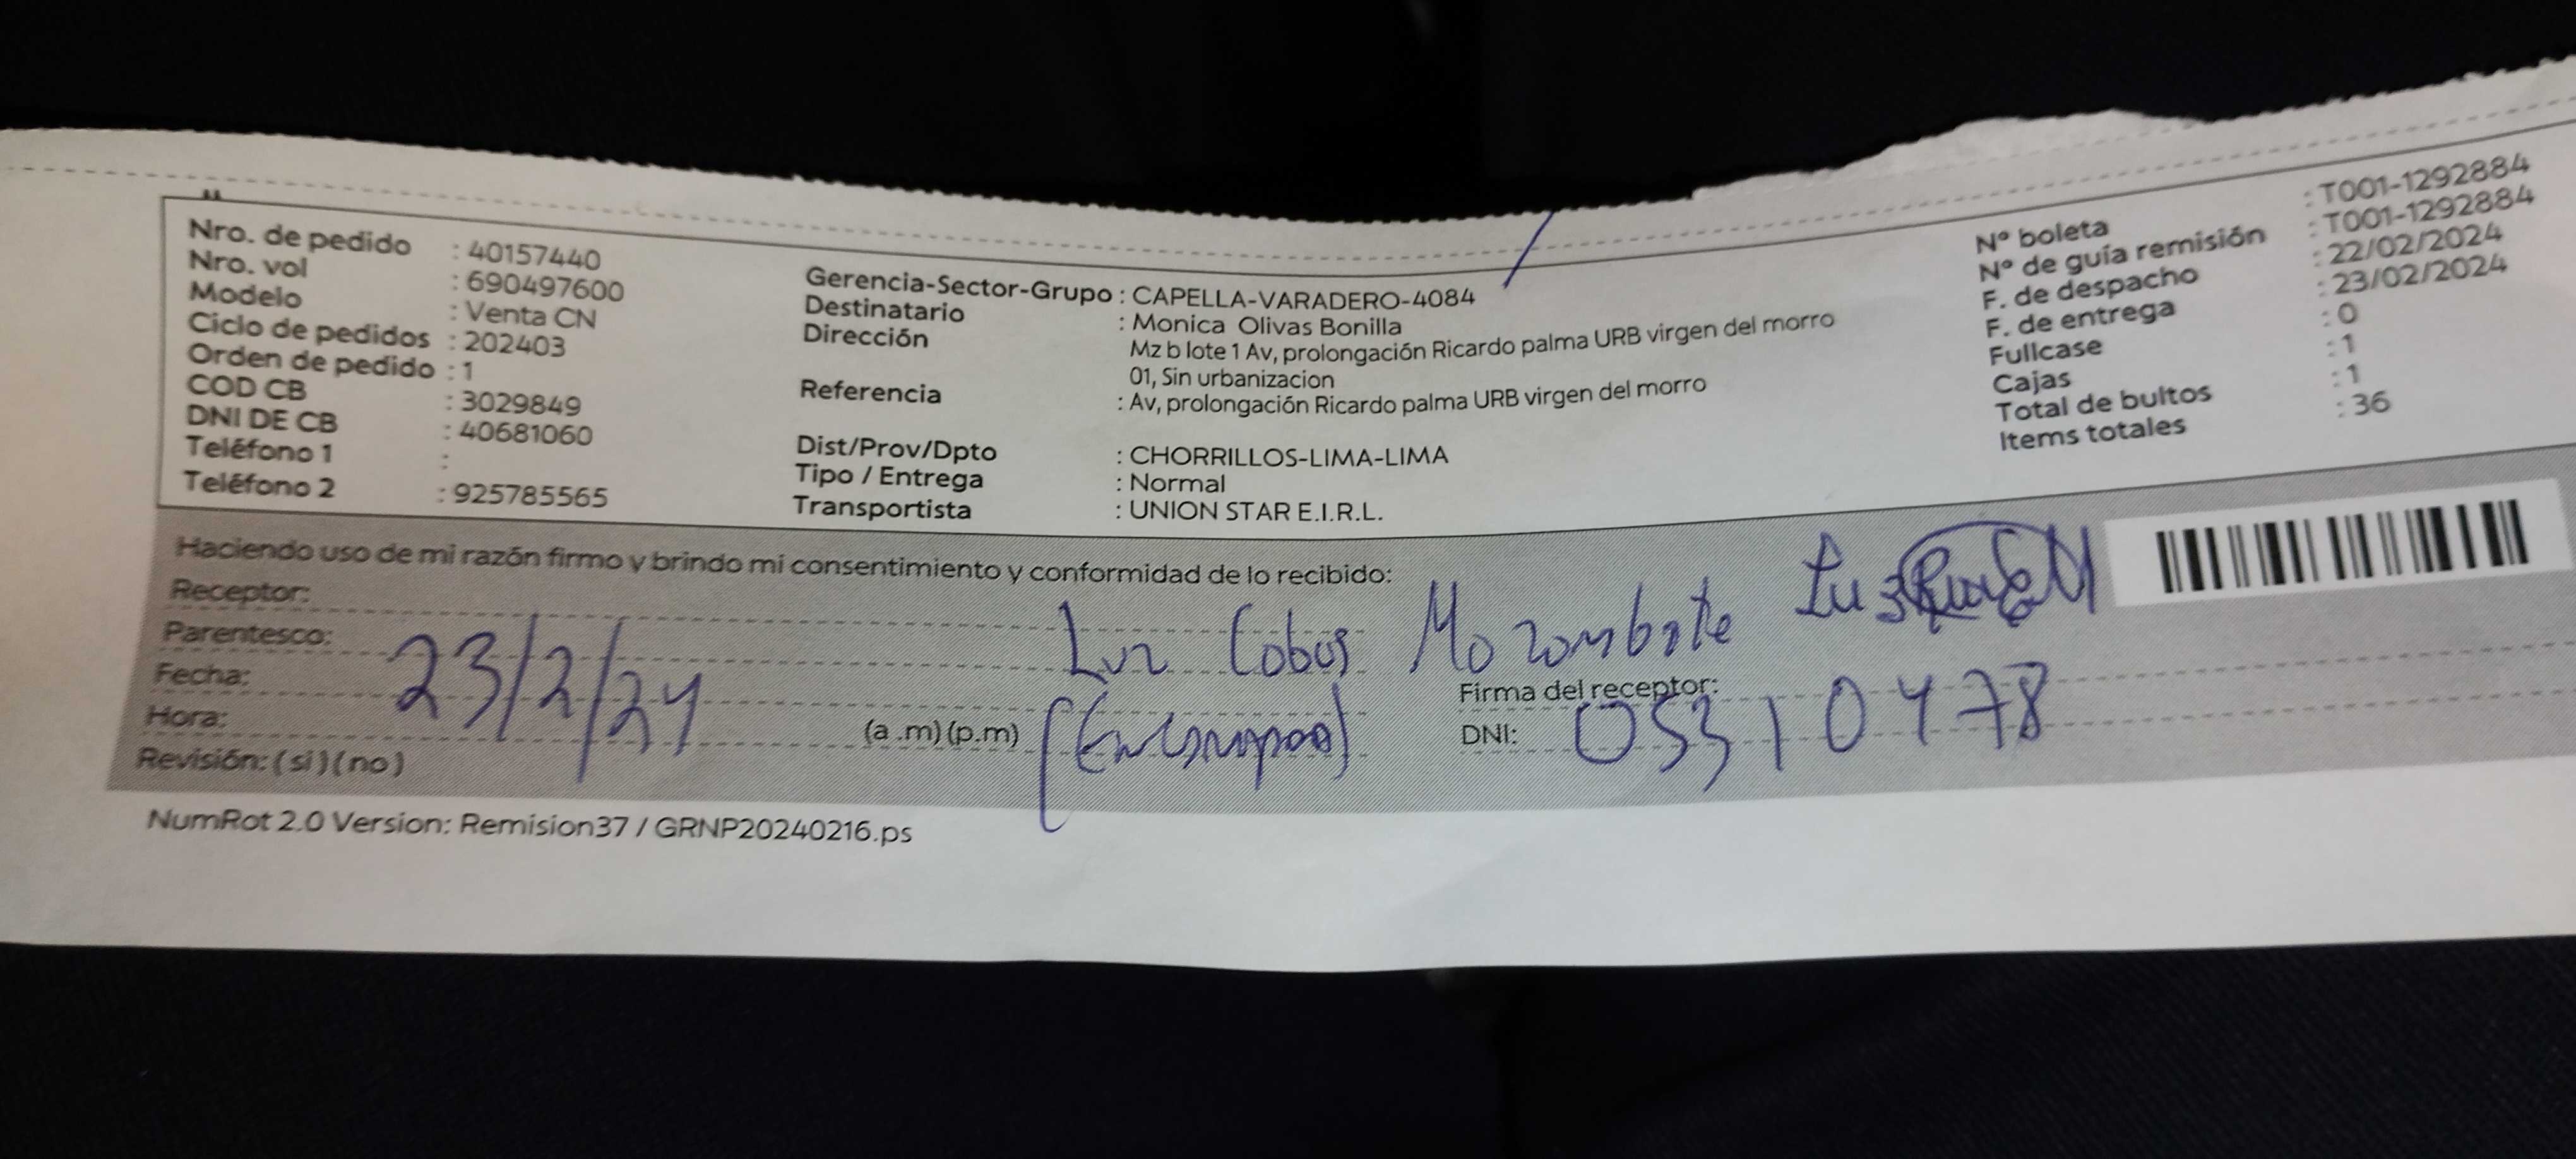 Nro. de pedido : 40157440
Nro. vol : 690497600
Modelo : Venta CN
Ciclo de pedidos : 202403
Orden de pedido : 1
COD CB : 3029849
DNI DE CB : 40681060
Teléfono 1 :
Teléfono 2 : 925785565
Gerencia-Sector-Grupo : CAPELLA-VARADERO-4084
Destinatario : Monica Olivas Bonilla
Dirección Mz b lote 1 Av, prolongación Ricardo palma URB virgen del morro
01, Sin urbanizacion
Referencia : Av, prolongación Ricardo palma URB virgen del morro
Dist/Prov/Dpto : CHORRILLOS-LIMA-LIMA
Tipo / Entrega : Normal
Transportista : UNION STAR E.I.R.L.
N° boleta : T001-1292884
N° de guía remisión : T001-1292884
F. de despacho : 22/02/2024
F. de entrega : 23/02/2024
Fullcase : 0
Cajas : 1
Total de bultos : 1
Items totales : 36
Haciendo uso de mi razón firmo y brindo mi consentimiento y conformidad de lo recibido:
Receptor: Luz Cobos Mozombite
Parentesco:
Fecha: 23/2/24
Hora: (a .m) (p.m)
Revisión: ( si ) ( no )
Firma del receptor:
DNI: 05310478
NumRot 2.0 Version: Remision37 / GRNP20240216.ps